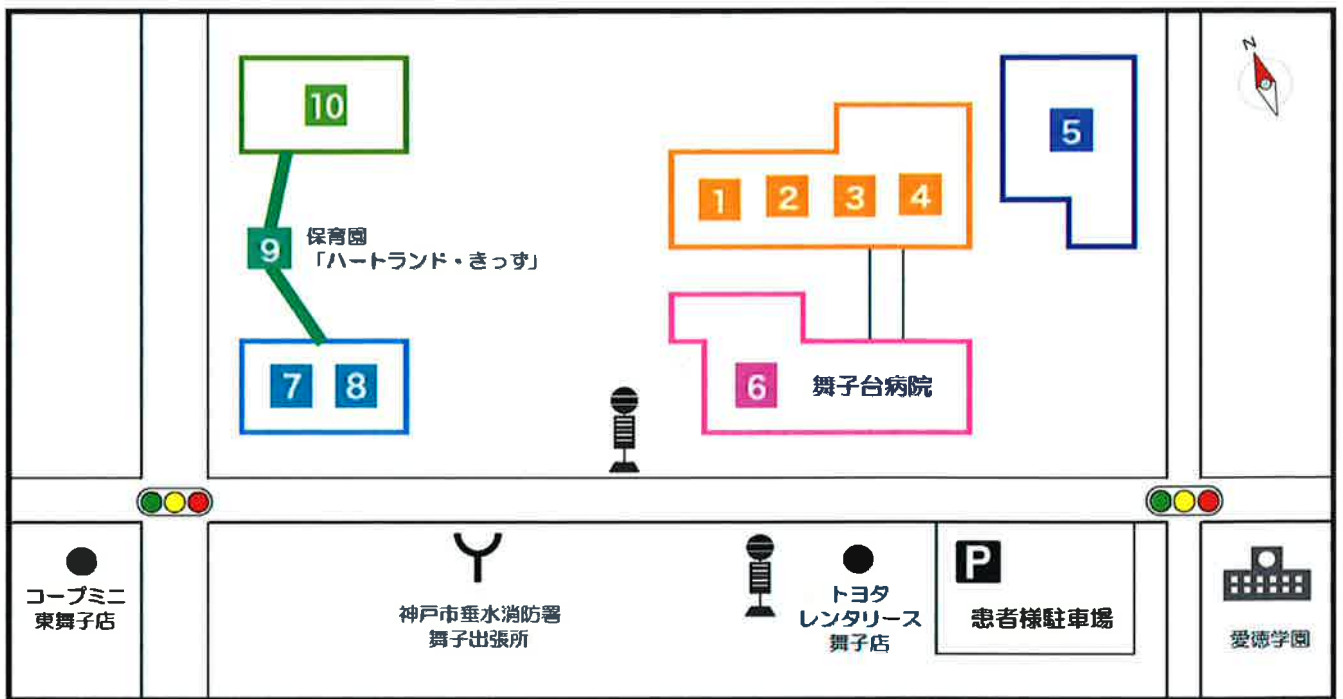 N
10
5
1 2 3 4
9
保育園
「ハートランド・きっず」
7 8
6
舞子台病院
コープミニ
東舞子店
神戸市垂水消防署
舞子出張所
トヨタ
レンタリース
舞子店
P
患者様駐車場
愛徳学園